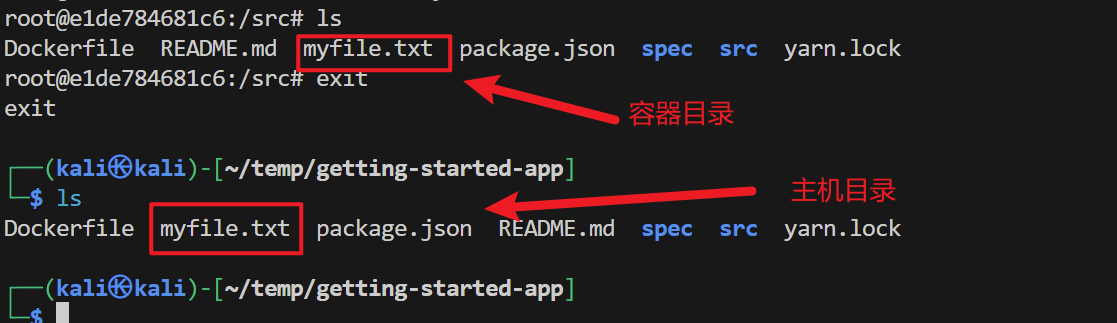 root@e1de784681c6:/src# ls
Dockerfile  README.md  myfile.txt  package.json  spec  src  yarn.lock
root@e1de784681c6:/src# exit
容器目录
exit
┌──(kali㉿kali)-[~/temp/getting-started-app]
主机目录
└─$ ls
Dockerfile  myfile.txt  package.json  README.md  spec  src  yarn.lock
┌──(kali㉿kali)-[~/temp/getting-started-app]
└─$